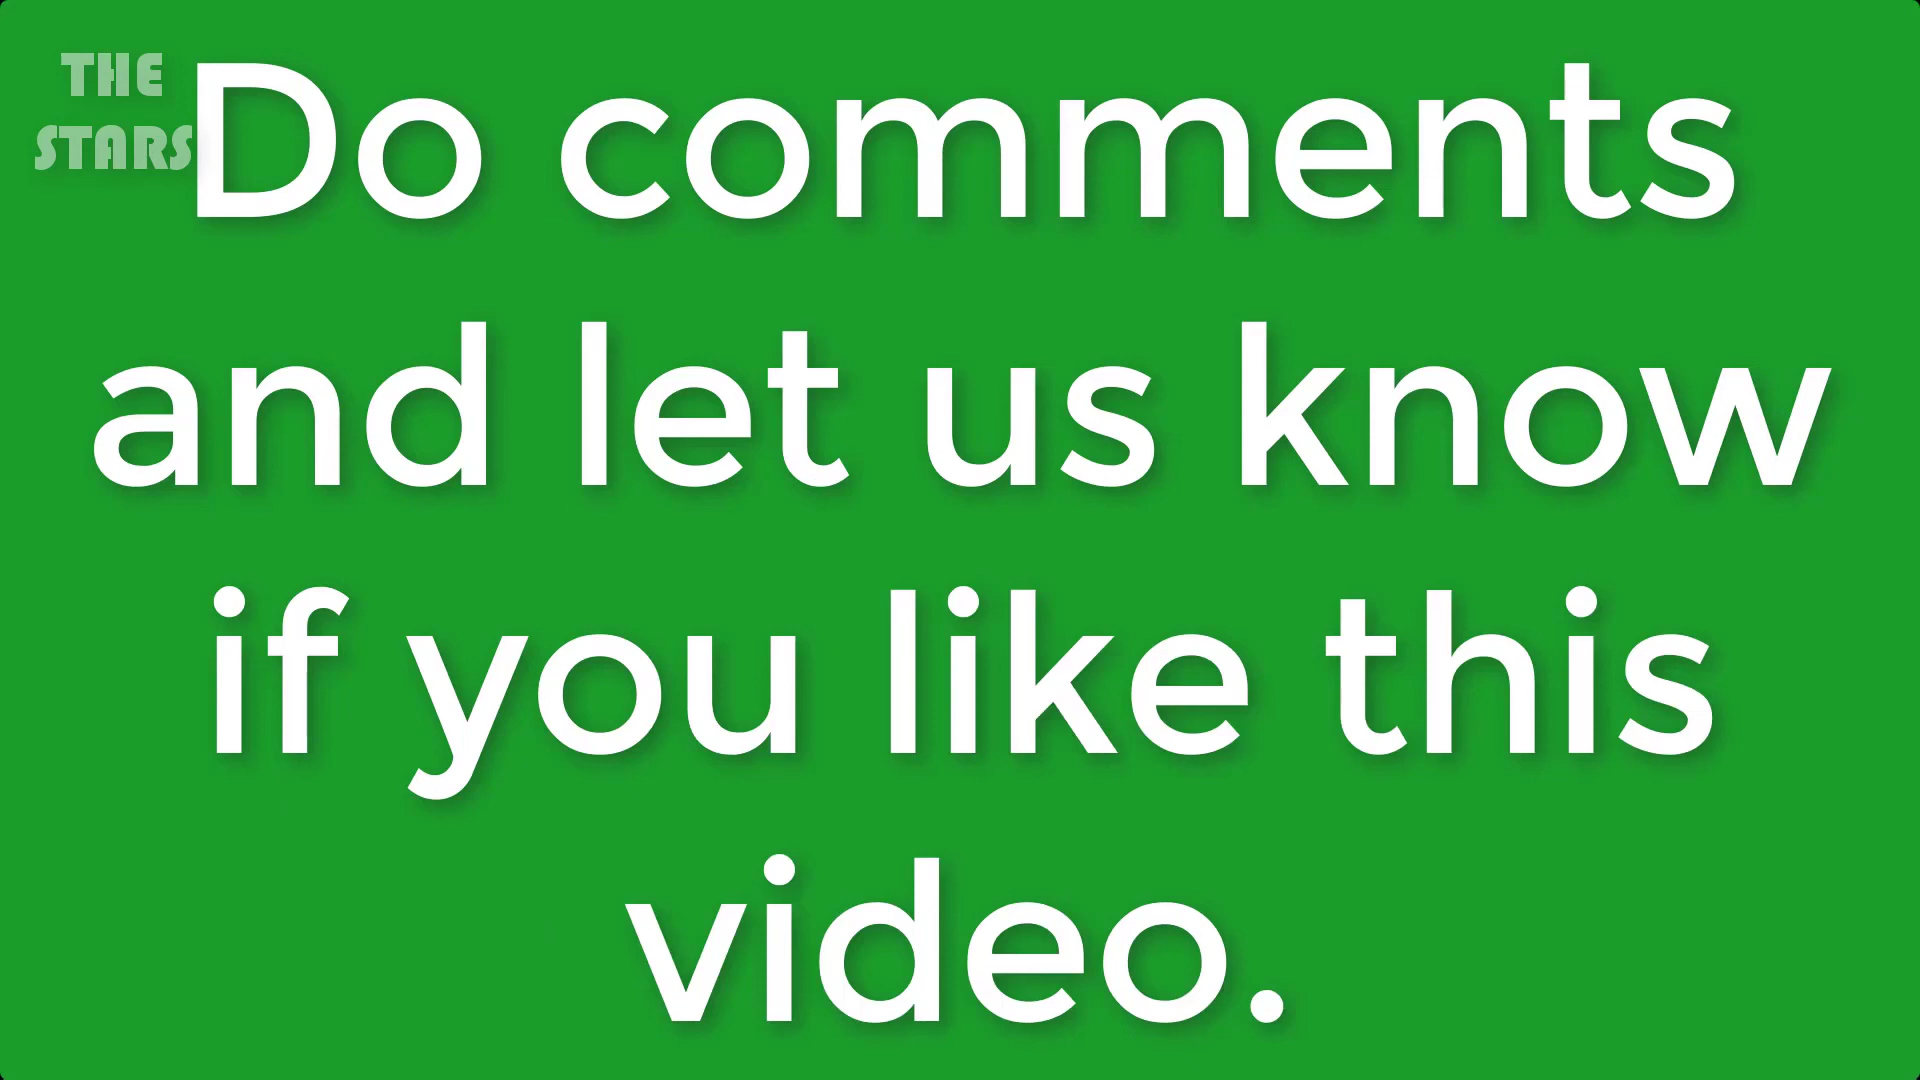 THE
STARS
Do comments
and let us know
if you like this
video.